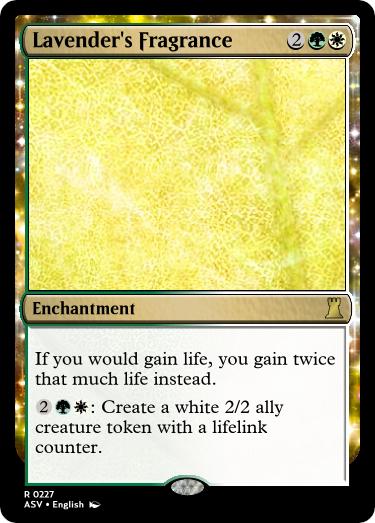 Lavender's Fragrance 2
Enchantment
If you would gain life, you gain twice
that much life instead.
2 : Create a white 2/2 ally
creature token with a lifelink
counter.
R 0227
ASV • English